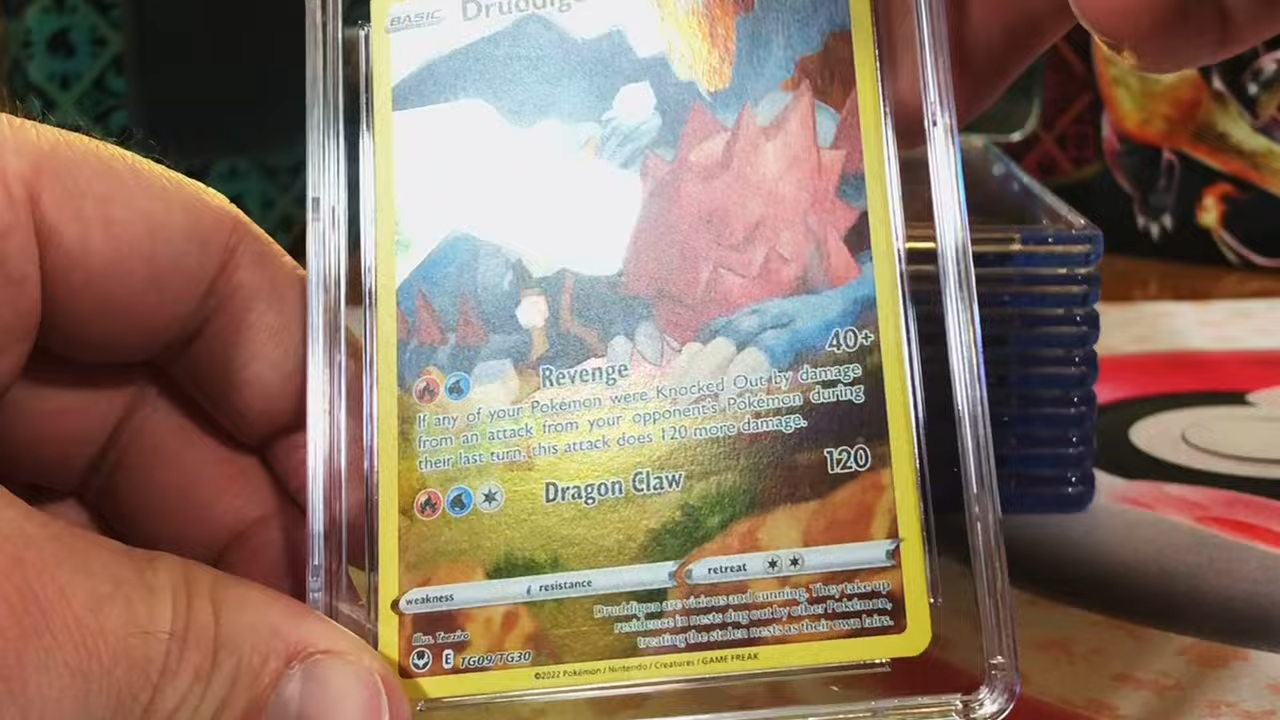 BASIC
Druddigo
40+
Revenge
If any of your Pokémon were Knocked Out by damage
from an attack from your opponent's Pokémon during
their last turn, this attack does 120 more damage.
Dragon Claw 120
weakness resistance retreat
Druddigon are vicious and cunning. They take up
residence in nests dug out by other Pokémon,
treating the stolen nests as their own lairs.
Illus. Teeziro
E TG09/TG30
©2022 Pokémon / Nintendo / Creatures / GAME FREAK